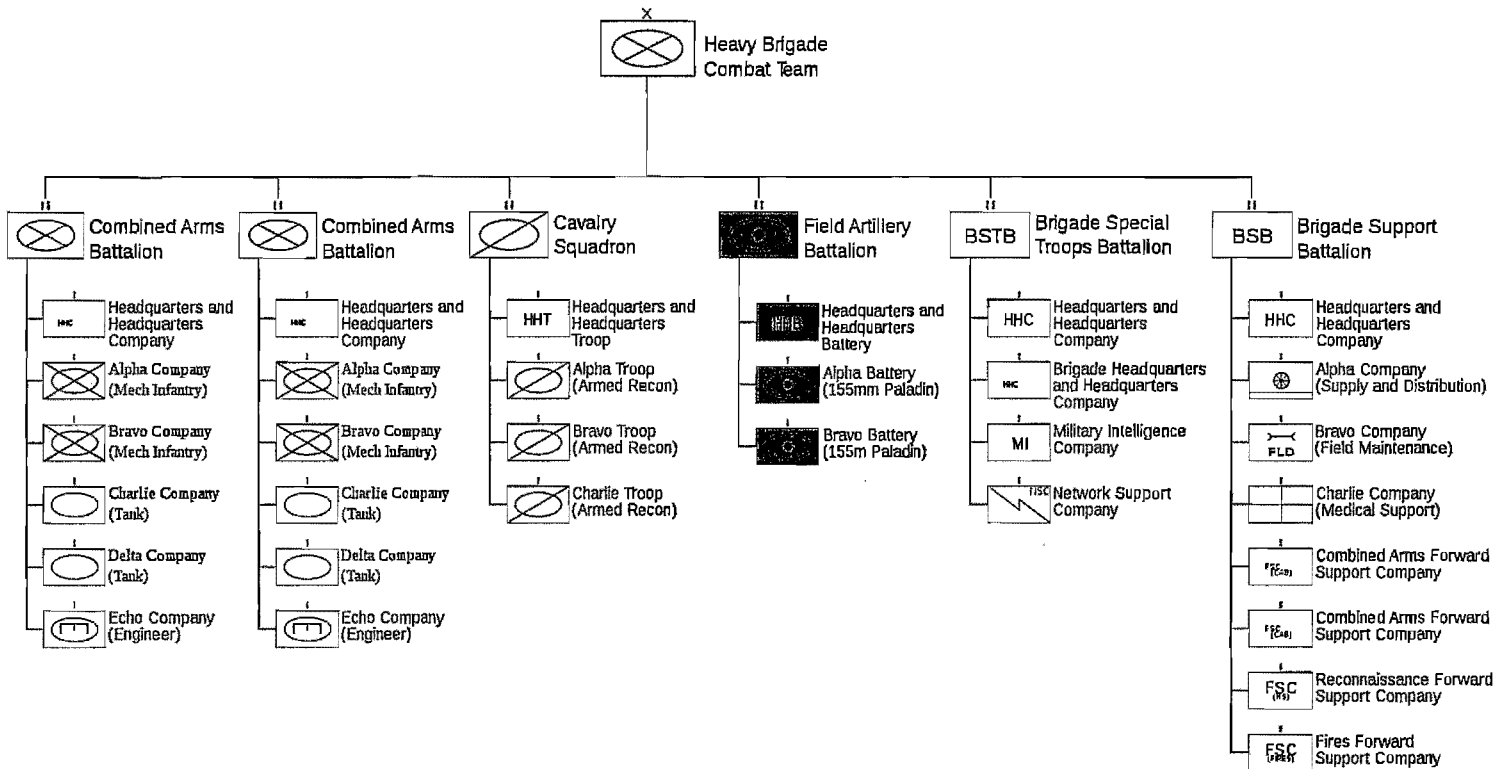 X
Heavy Brigade
Combat Team
Combined Arms
Battalion
HHC
Headquarters and
Headquarters
Company
Alpha Company
(Mech Infantry)
Bravo Company
(Mech Infantry)
Charlie Company
(Tank)
Delta Company
(Tank)
Echo Company
(Engineer)
Combined Arms
Battalion
HHC
Headquarters and
Headquarters
Company
Alpha Company
(Mech Infantry)
Bravo Company
(Mech Infantry)
Charlie Company
(Tank)
Delta Company
(Tank)
Echo Company
(Engineer)
Cavalry
Squadron
HHT
Headquarters and
Headquarters
Troop
Alpha Troop
(Armed Recon)
Bravo Troop
(Armed Recon)
Charlie Troop
(Armed Recon)
Field Artillery
Battalion
HHB
Headquarters and
Headquarters
Battery
Alpha Battery
(155mm Paladin)
Bravo Battery
(155m Paladin)
BSTB
Brigade Special
Troops Battalion
HHC
Headquarters and
Headquarters
Company
HHC
Brigade Headquarters
and Headquarters
Company
MI
Military Intelligence
Company
NSC
Network Support
Company
BSB
Brigade Support
Battalion
HHC
Headquarters and
Headquarters
Company
Alpha Company
(Supply and Distribution)
FLD
Bravo Company
(Field Maintenance)
Charlie Company
(Medical Support)
FSC
(CAB)
Combined Arms Forward
Support Company
FSC
(CAB)
Combined Arms Forward
Support Company
FSC
(RS)
Reconnaissance Forward
Support Company
FSC
(FIRES)
Fires Forward
Support Company